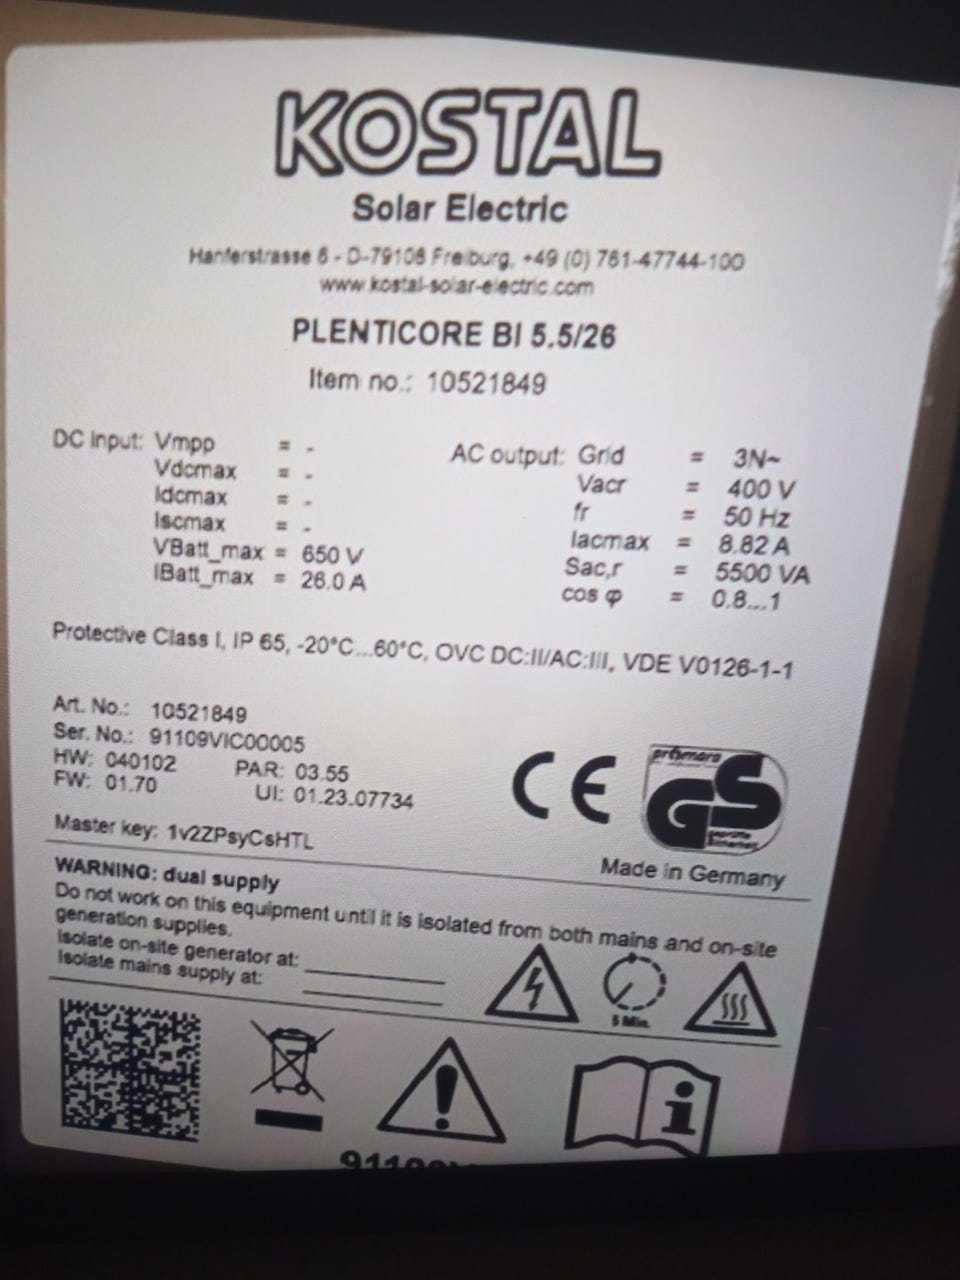 KOSTAL
Solar Electric
Hanferstrasse 6 - D-79108 Freiburg, +49 (0) 761-47744-100
www.kostal-solar-electric.com
PLENTICORE BI 5.5/26
Item no.: 10521849
DC input: Vmpp = -
Vdcmax = -
Idcmax = -
Iscmax = -
VBatt_max = 650 V
IBatt_max = 26.0 A
AC output: Grid = 3N~
Vacr = 400 V
fr = 50 Hz
Iacmax = 8.82 A
Sac,r = 5500 VA
cos φ = 0.8...1
Protective Class I, IP 65, -20°C...60°C, OVC DC:II/AC:III, VDE V0126-1-1
Art. No.: 10521849
Ser. No.: 91109VIC00005
HW: 040102 PAR: 03.55
FW: 01.70 UI: 01.23.07734
Master key: 1v2ZPsyCsHTL
CE
primara
GS
geprüfte
Sicherheit
Made in Germany
WARNING: dual supply
Do not work on this equipment until it is isolated from both mains and on-site
generation supplies.
Isolate on-site generator at:
Isolate mains supply at:
5 Min.
i